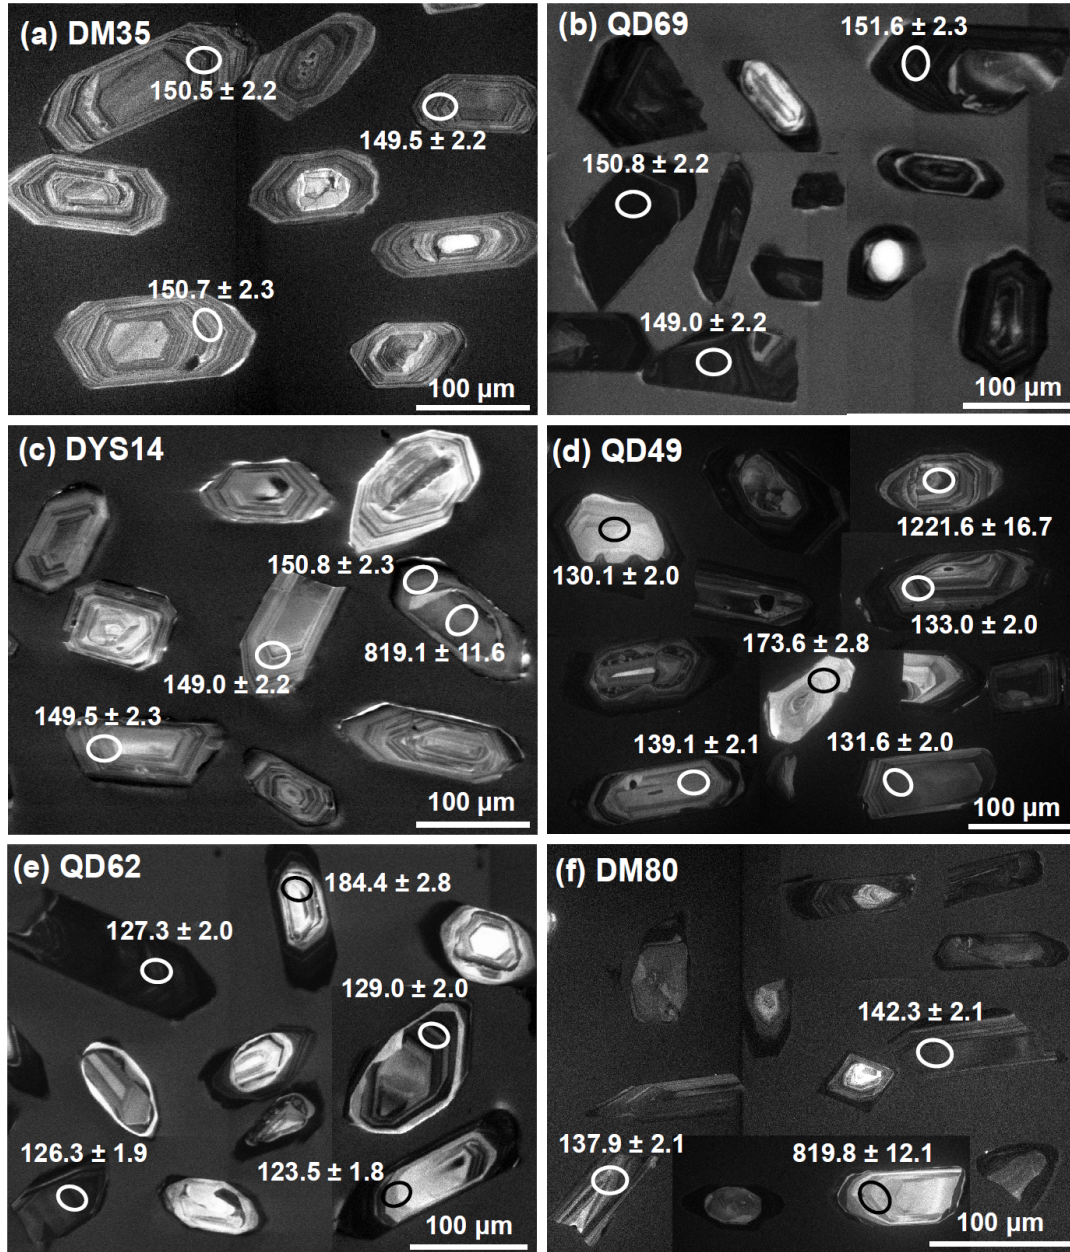 (a) DM35
150.5 ± 2.2
149.5 ± 2.2
150.7 ± 2.3
100 µm
(b) QD69
151.6 ± 2.3
150.8 ± 2.2
149.0 ± 2.2
100 µm
(c) DYS14
150.8 ± 2.3
819.1 ± 11.6
149.0 ± 2.2
149.5 ± 2.3
100 µm
(d) QD49
1221.6 ± 16.7
130.1 ± 2.0
133.0 ± 2.0
173.6 ± 2.8
139.1 ± 2.1
131.6 ± 2.0
100 µm
(e) QD62
184.4 ± 2.8
127.3 ± 2.0
129.0 ± 2.0
126.3 ± 1.9
123.5 ± 1.8
100 µm
(f) DM80
142.3 ± 2.1
137.9 ± 2.1
819.8 ± 12.1
100 µm